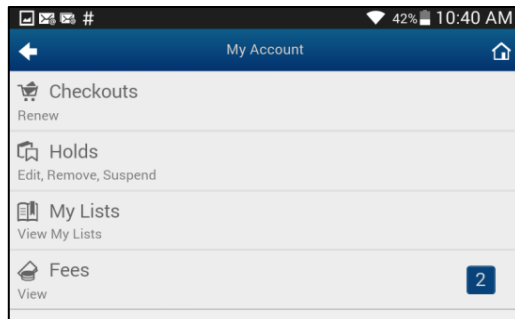 # 42% 10:40 AM
My Account
Checkouts
Renew
Holds
Edit, Remove, Suspend
My Lists
View My Lists
Fees
View
2